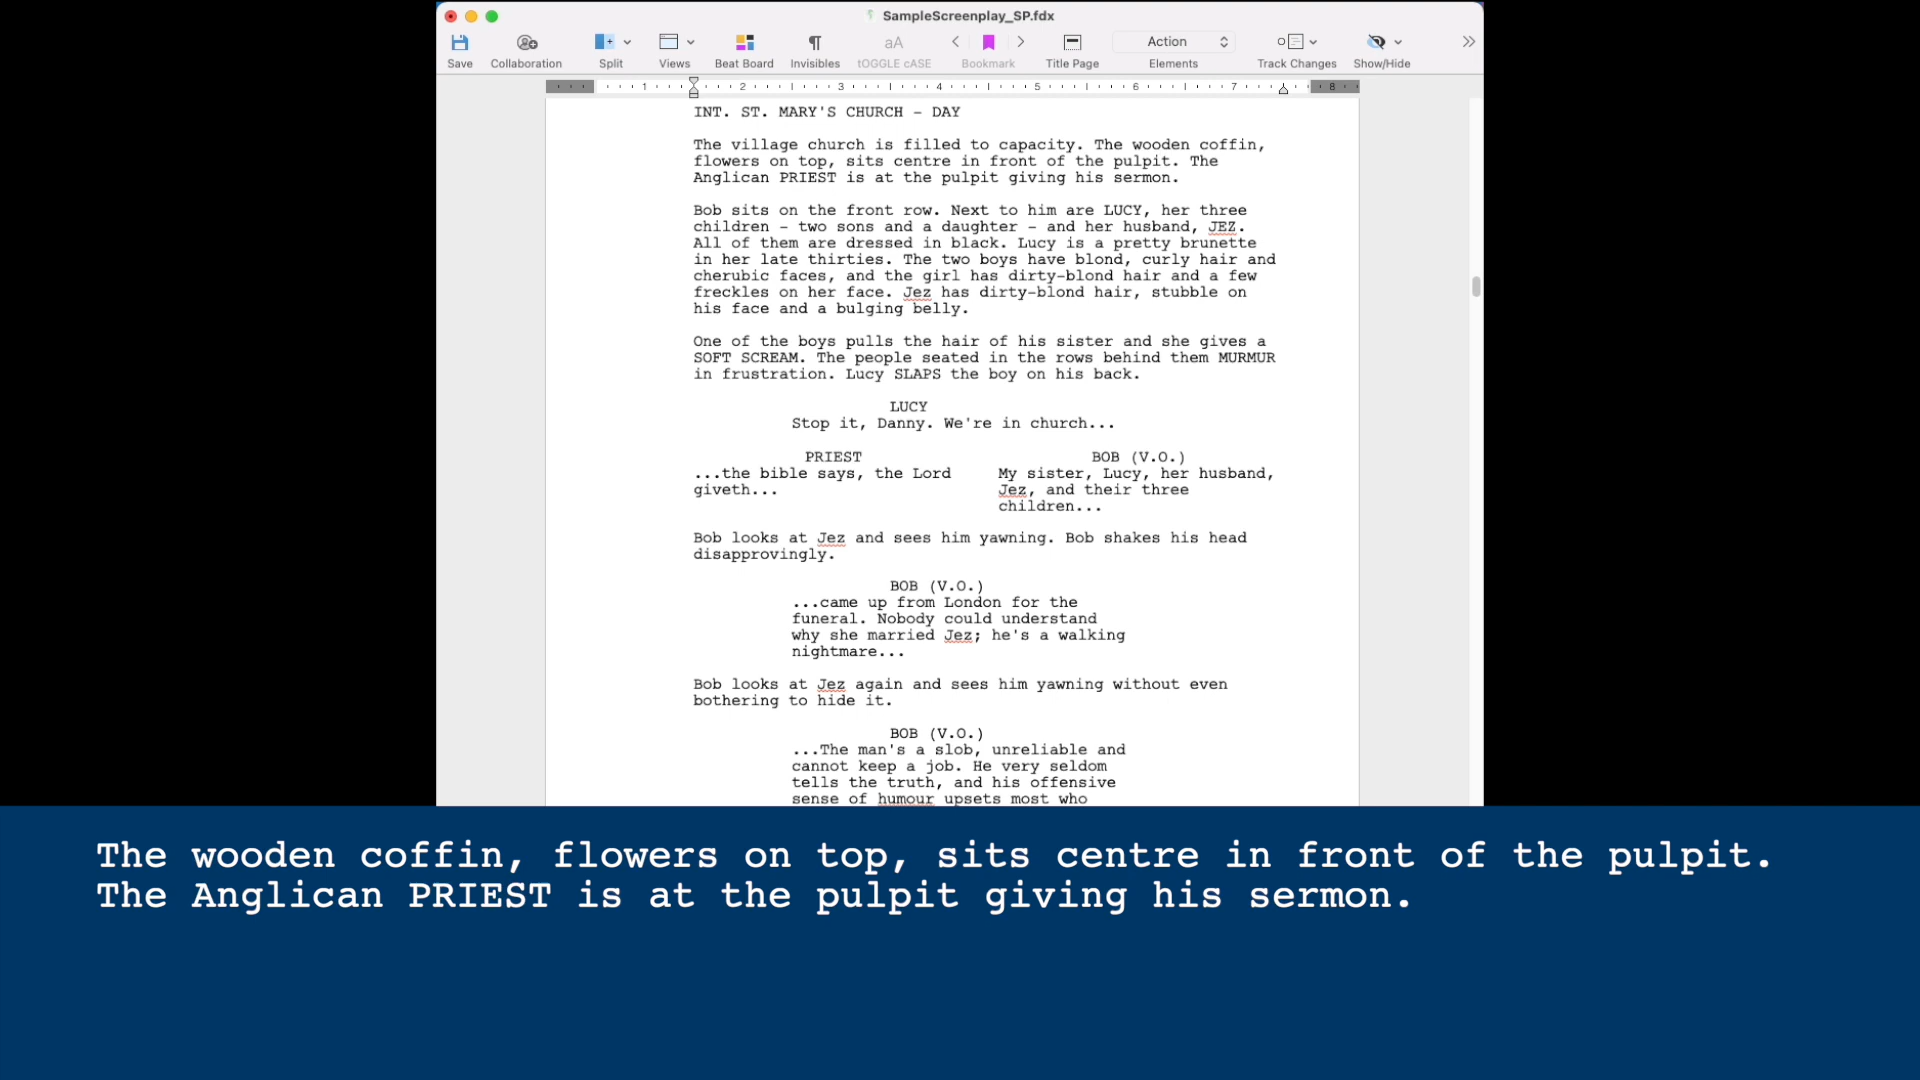 SampleScreenplay_SP.fdx
Action
Save
Collaboration
Split
Views
Beat Board
Invisibles
aA
tOGGLE cASE
Bookmark
Title Page
Elements
Track Changes
Show/Hide
1 2 3 4 5 6 7 8
INT. ST. MARY'S CHURCH - DAY
The village church is filled to capacity. The wooden coffin,
flowers on top, sits centre in front of the pulpit. The
Anglican PRIEST is at the pulpit giving his sermon.
Bob sits on the front row. Next to him are LUCY, her three
children - two sons and a daughter - and her husband, JEZ.
All of them are dressed in black. Lucy is a pretty brunette
in her late thirties. The two boys have blond, curly hair and
cherubic faces, and the girl has dirty-blond hair and a few
freckles on her face. Jez has dirty-blond hair, stubble on
his face and a bulging belly.
One of the boys pulls the hair of his sister and she gives a
SOFT SCREAM. The people seated in the rows behind them MURMUR
in frustration. Lucy SLAPS the boy on his back.
LUCY
Stop it, Danny. We're in church...
PRIEST
...the bible says, the Lord
giveth...
BOB (V.O.)
My sister, Lucy, her husband,
Jez, and their three
children...
Bob looks at Jez and sees him yawning. Bob shakes his head
disapprovingly.
BOB (V.O.)
...came up from London for the
funeral. Nobody could understand
why she married Jez; he's a walking
nightmare...
Bob looks at Jez again and sees him yawning without even
bothering to hide it.
BOB (V.O.)
...The man's a slob, unreliable and
cannot keep a job. He very seldom
tells the truth, and his offensive
sense of humour upsets most who
The wooden coffin, flowers on top, sits centre in front of the pulpit.
The Anglican PRIEST is at the pulpit giving his sermon.